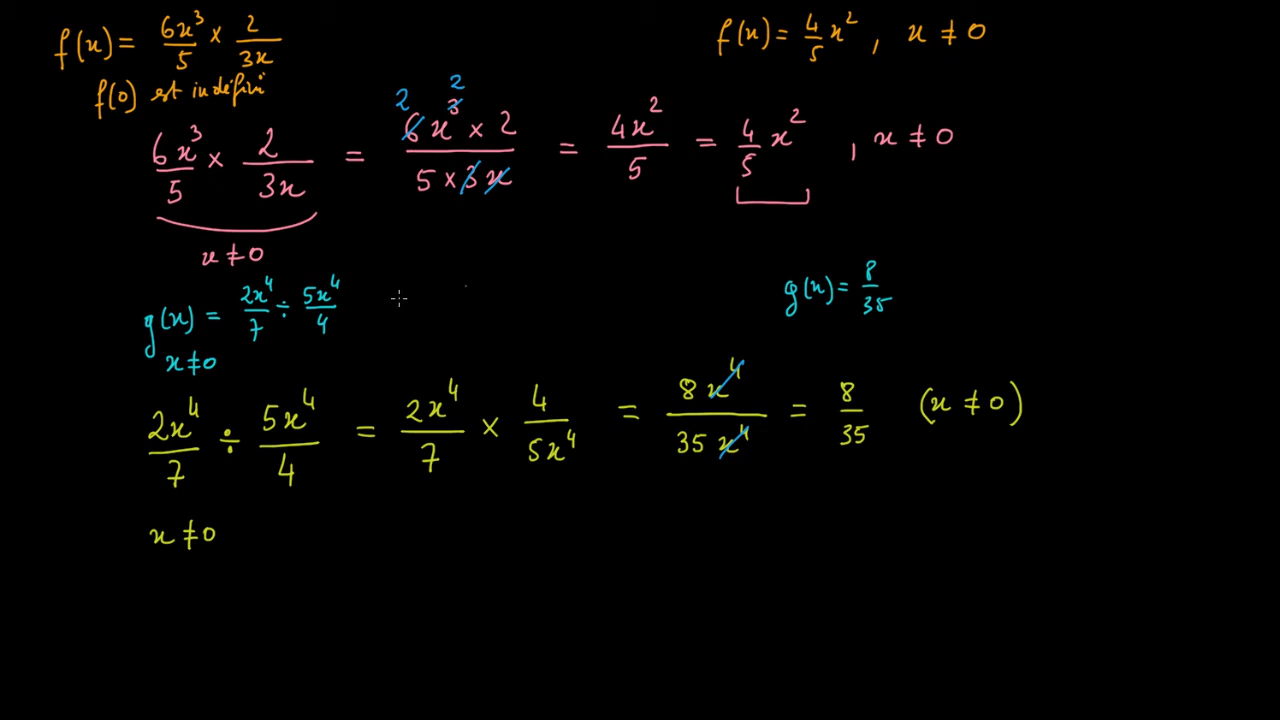 f(x) = 6x³/5 × 2/3x
f(x) = 4/5 x² , x ≠ 0
f(0) est indéfini
6x³/5 × 2/3x = 6x³ × 2 / 5 × 3x = 4x²/5 = 4/5 x² , x ≠ 0
2 2
x ≠ 0
g(x) = 2x⁴/7 ÷ 5x⁴/4
g(x) = 8/35
x ≠ 0
2x⁴/7 ÷ 5x⁴/4 = 2x⁴/7 × 4/5x⁴ = 8x⁴/35x⁴ = 8/35 (x ≠ 0)
x ≠ 0